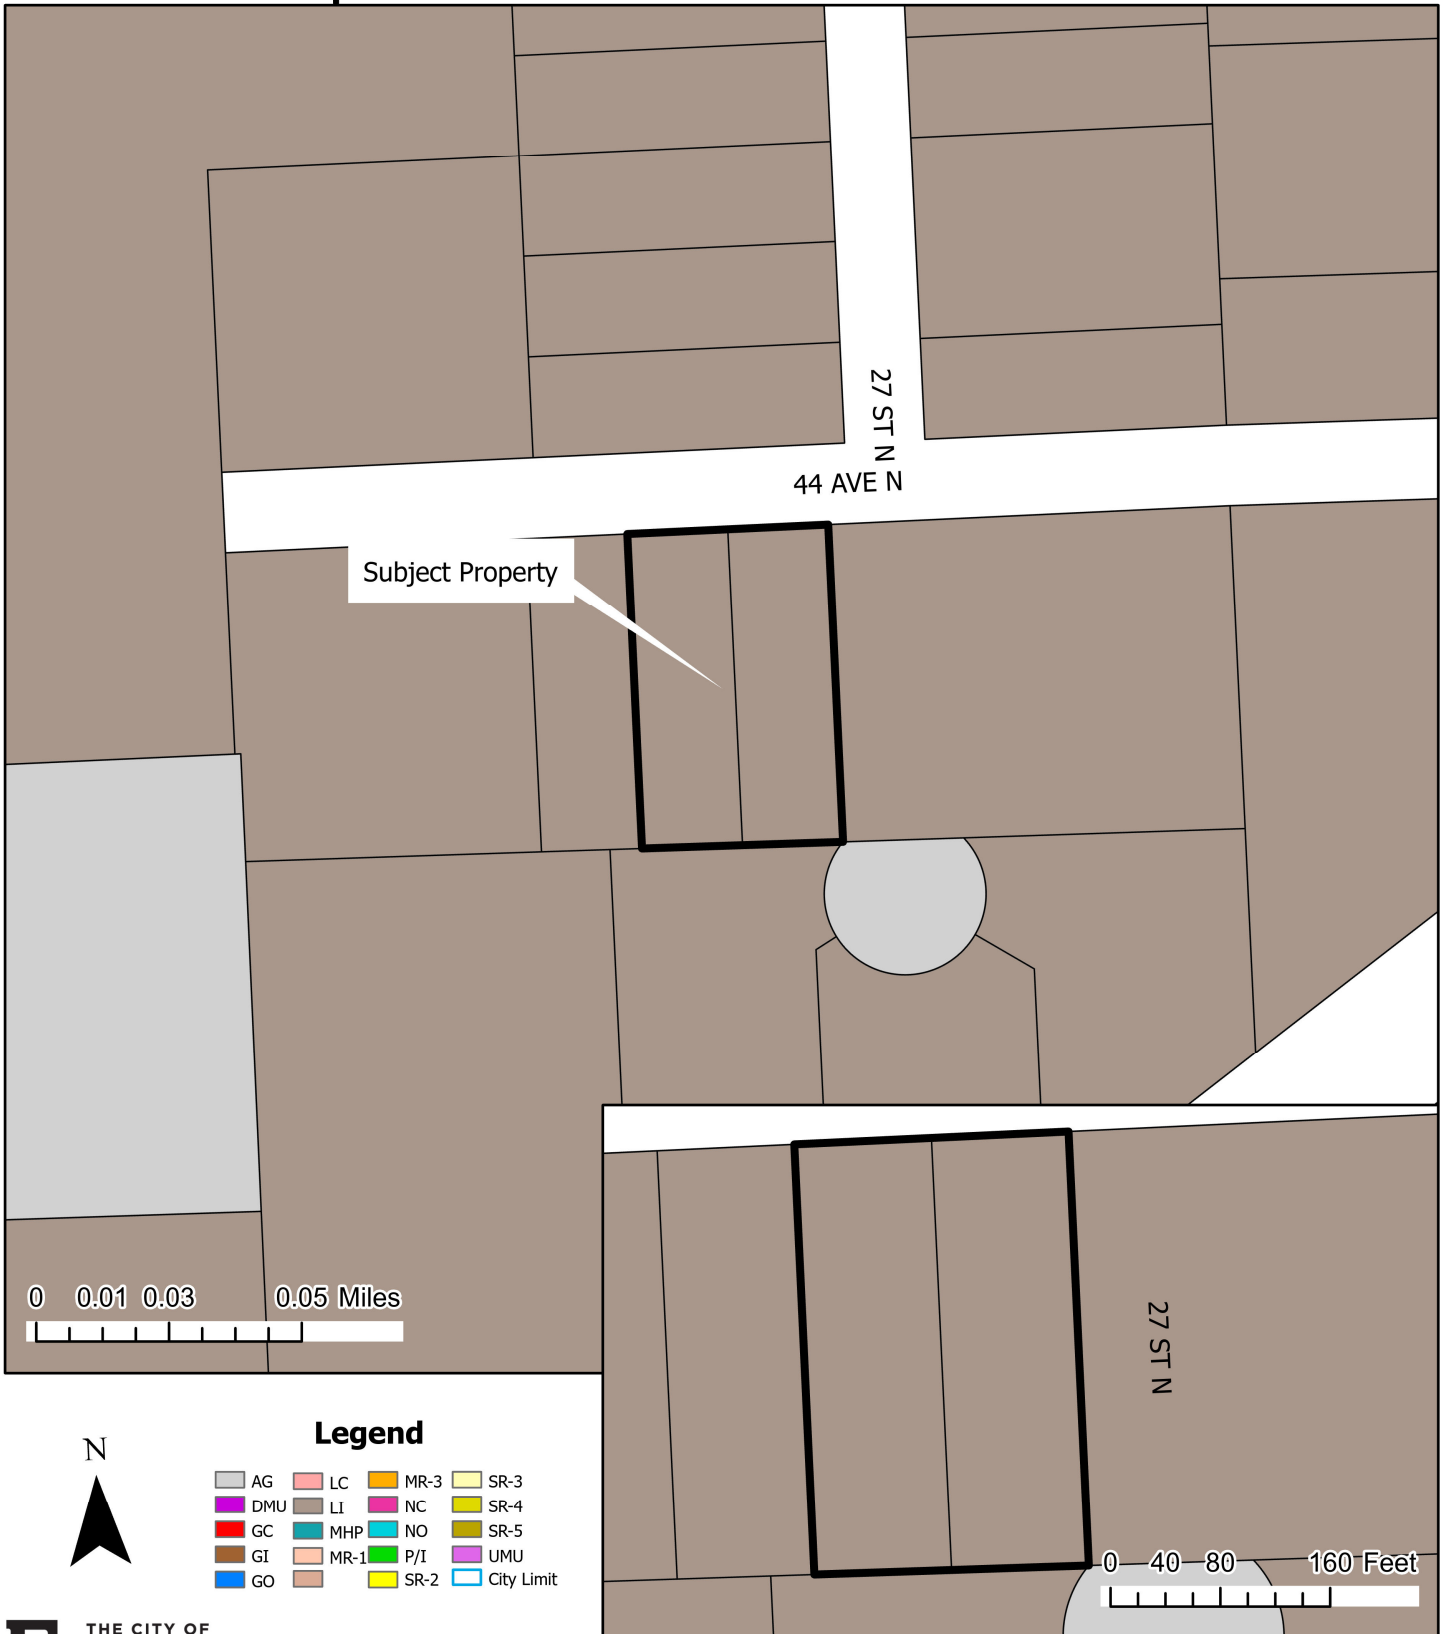 27 ST N
44 AVE N
Subject Property
0 0.01 0.03 0.05 Miles
27 ST N
0 40 80 160 Feet
N
Legend
AG LC MR-3 SR-3
DMU LI NC SR-4
GC MHP NO SR-5
GI MR-1 P/I UMU
GO SR-2 City Limit
THE CITY OF